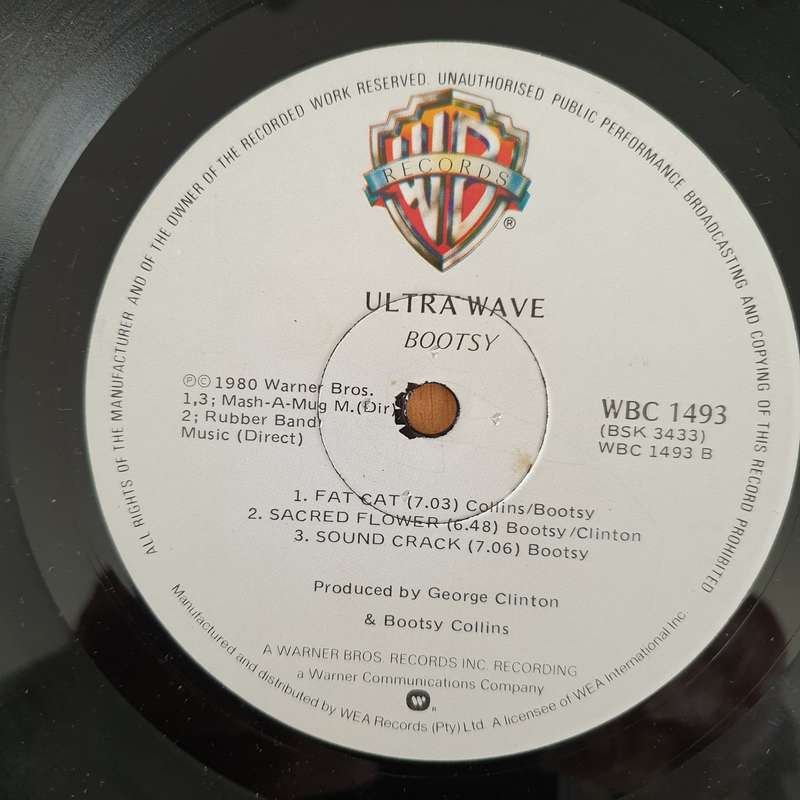 ALL RIGHTS OF THE MANUFACTURER AND OF THE OWNER OF THE RECORDED WORK RESERVED. UNAUTHORISED PUBLIC PERFORMANCE BROADCASTING AND COPYING OF THIS RECORD PROHIBITED
WB
RECORDS
®
ULTRA WAVE
BOOTSY
℗©1980 Warner Bros.
1,3; Mash-A-Mug M.(Dir)
2; Rubber Band
Music (Direct)
WBC 1493
(BSK 3433)
WBC 1493 B
1. FAT CAT (7.03) Collins/Bootsy
2. SACRED FLOWER (6.48) Bootsy/Clinton
3. SOUND CRACK (7.06) Bootsy
Produced by George Clinton
& Bootsy Collins
A WARNER BROS. RECORDS INC. RECORDING
a Warner Communications Company
Manufactured and distributed by WEA Records (Pty) Ltd. A licensee of WEA International Inc.